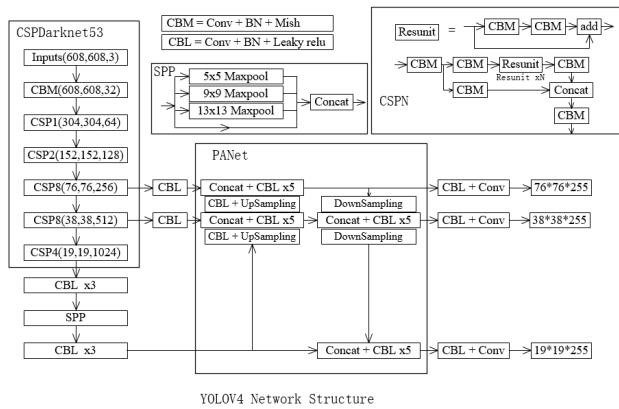 CSPDarknet53
Inputs(608,608,3)
CBM(608,608,32)
CSP1(304,304,64)
CSP2(152,152,128)
CSP8(76,76,256)
CSP8(38,38,512)
CSP4(19,19,1024)
CBL x3
SPP
CBL x3
CBM = Conv + BN + Mish
CBL = Conv + BN + Leaky relu
SPP
5x5 Maxpool
9x9 Maxpool
13x13 Maxpool
Concat
CSPN
Resunit
=
CBM
CBM
add
CBM
CBM
Resunit
CBM
Resunit xN
CBM
Concat
CBM
PANet
CBL
Concat + CBL x5
CBL + Conv
76*76*255
CBL + UpSampling
DownSampling
CBL
Concat + CBL x5
Concat + CBL x5
CBL + Conv
38*38*255
CBL + UpSampling
DownSampling
Concat + CBL x5
CBL + Conv
19*19*255
YOLOV4 Network Structure